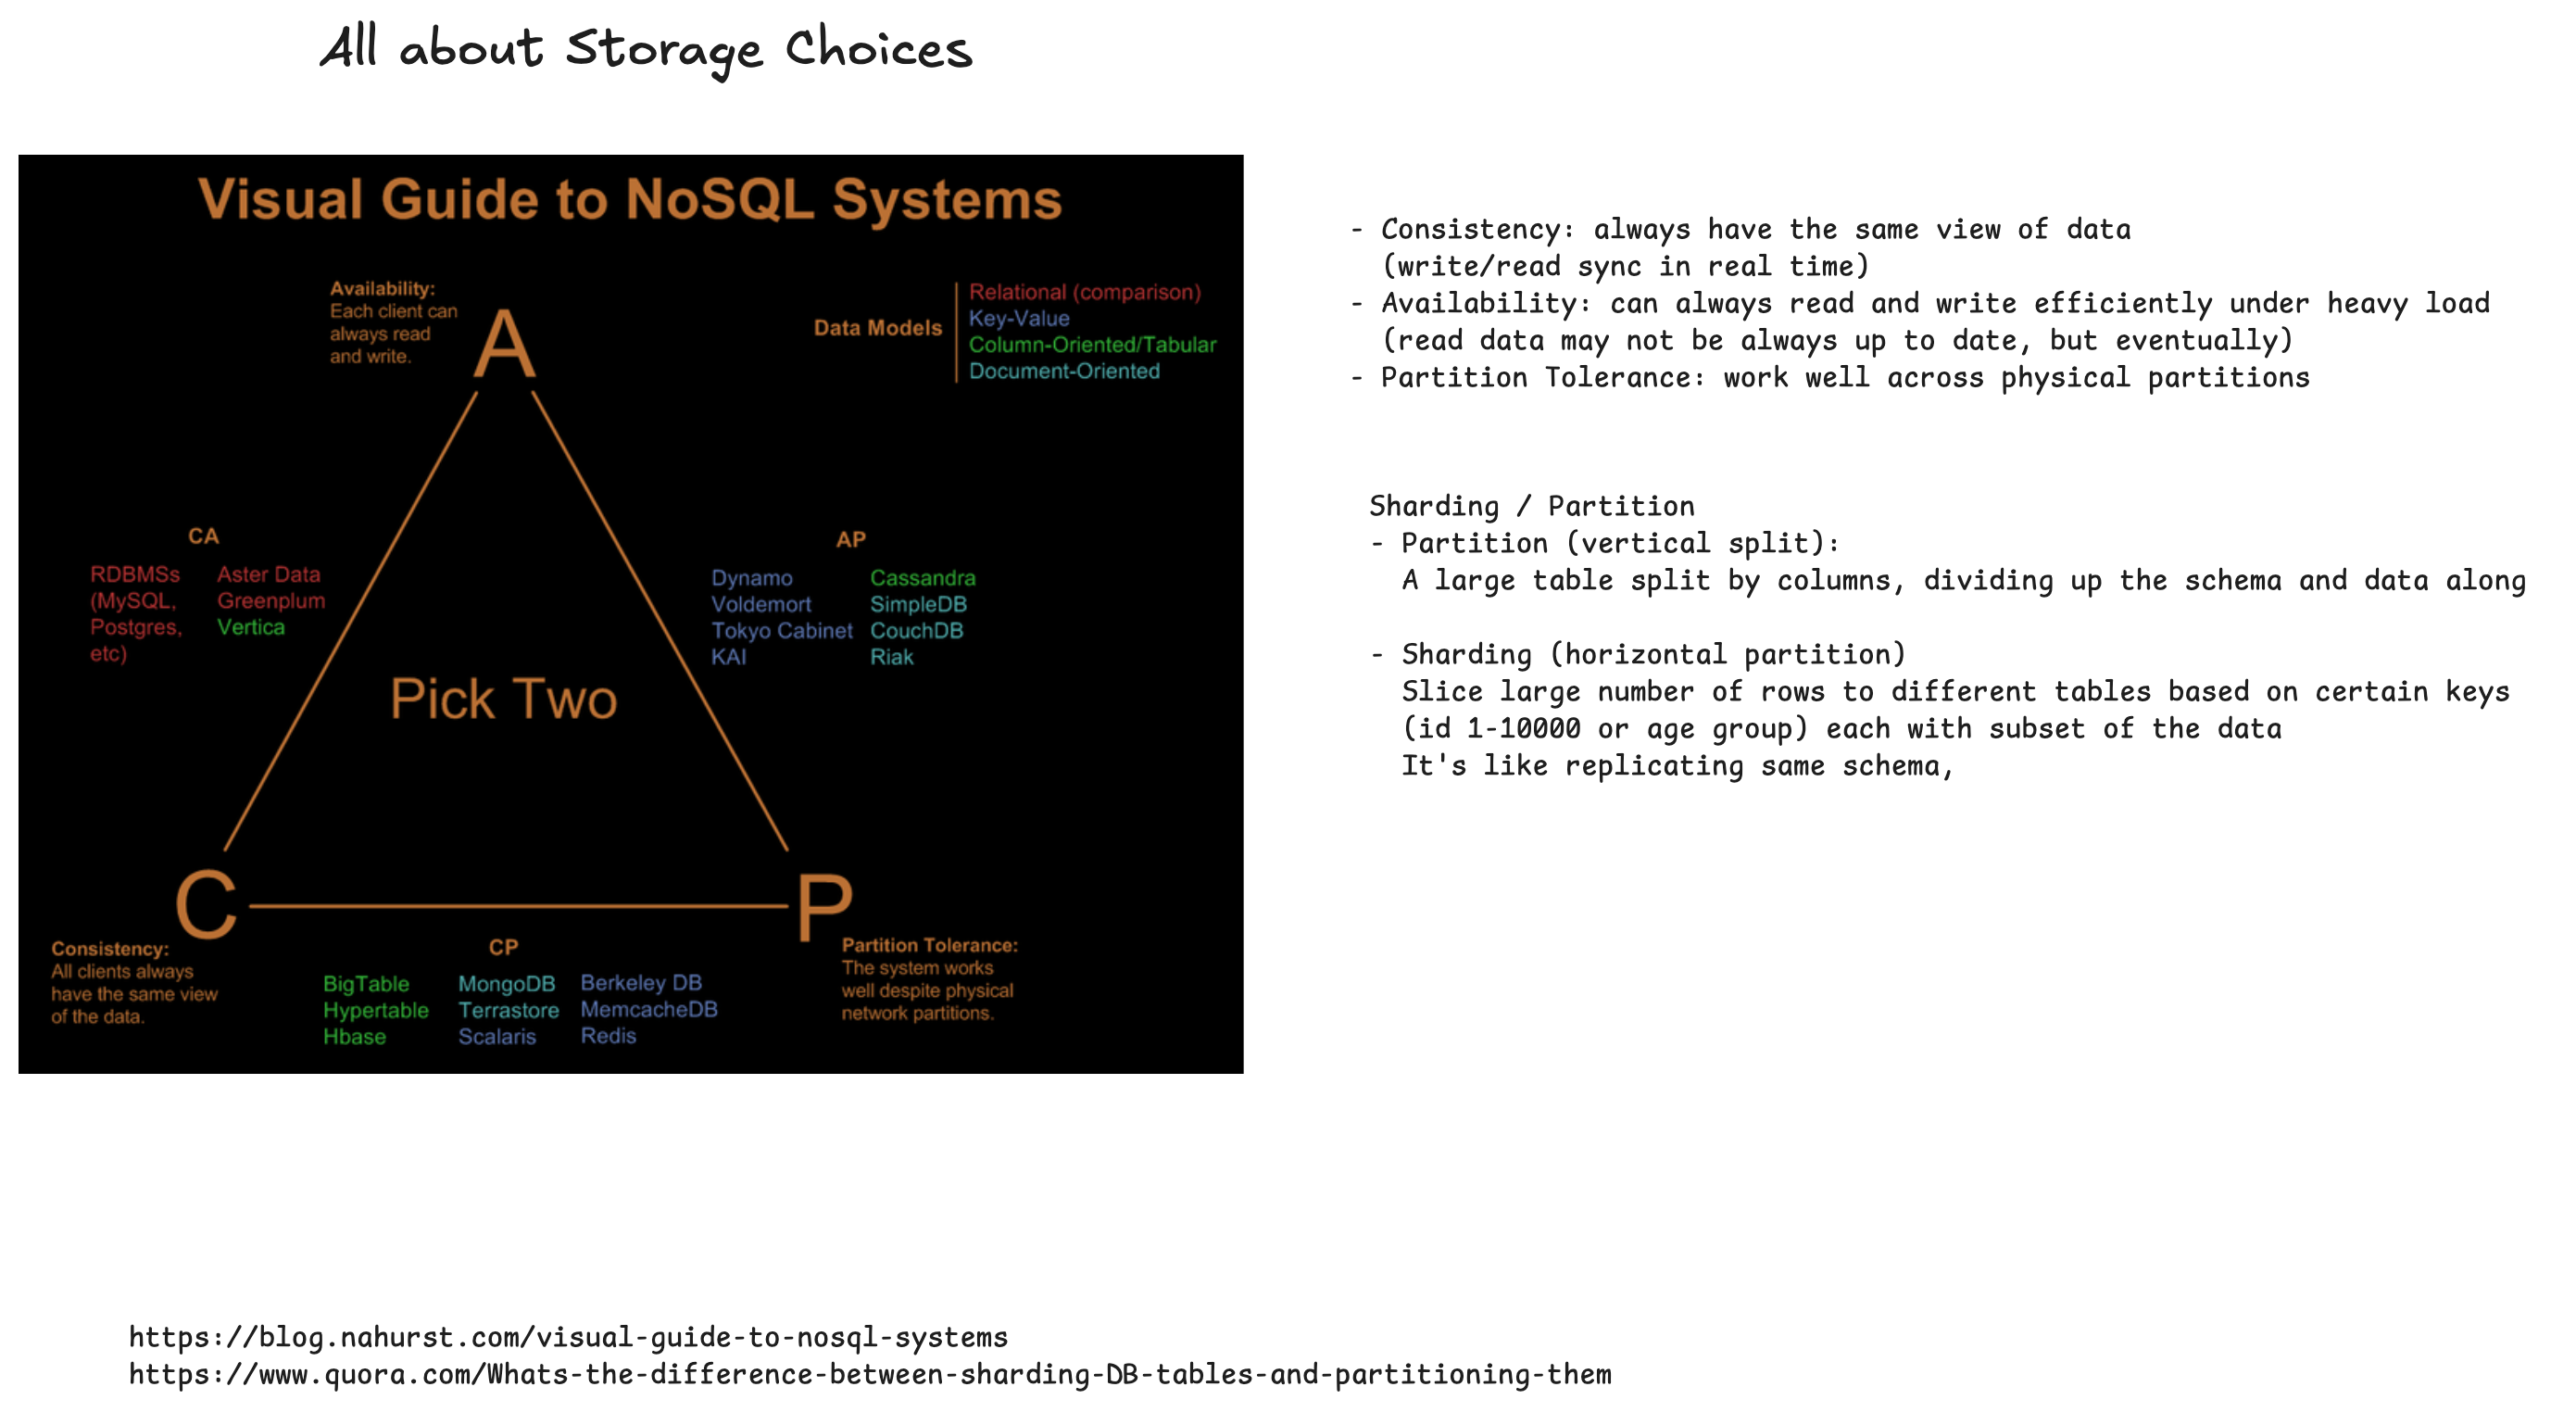 All about Storage Choices
Visual Guide to NoSQL Systems
Availability:
Each client can
always read
and write.
A
Data Models
Relational (comparison)
Key-Value
Column-Oriented/Tabular
Document-Oriented
CA
RDBMSs
(MySQL,
Postgres,
etc)
Aster Data
Greenplum
Vertica
AP
Dynamo
Voldemort
Tokyo Cabinet
KAI
Cassandra
SimpleDB
CouchDB
Riak
Pick Two
C
P
Consistency:
All clients always
have the same view
of the data.
CP
BigTable
Hypertable
Hbase
MongoDB
Terrastore
Scalaris
Berkeley DB
MemcacheDB
Redis
Partition Tolerance:
The system works
well despite physical
network partitions.
- Consistency: always have the same view of data
(write/read sync in real time)
- Availability: can always read and write efficiently under heavy load
(read data may not be always up to date, but eventually)
- Partition Tolerance: work well across physical partitions
Sharding / Partition
- Partition (vertical split):
A large table split by columns, dividing up the schema and data along
- Sharding (horizontal partition)
Slice large number of rows to different tables based on certain keys
(id 1-10000 or age group) each with subset of the data
It's like replicating same schema,
https://blog.nahurst.com/visual-guide-to-nosql-systems
https://www.quora.com/Whats-the-difference-between-sharding-DB-tables-and-partitioning-them